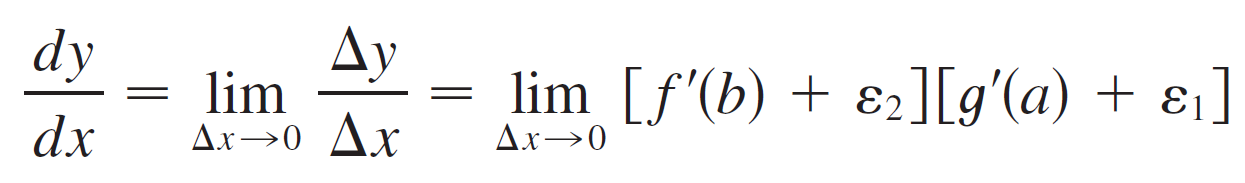 dy/dx = lim_{Δx→0} Δy/Δx = lim_{Δx→0} [f′(b) + ε₂][g′(a) + ε₁]